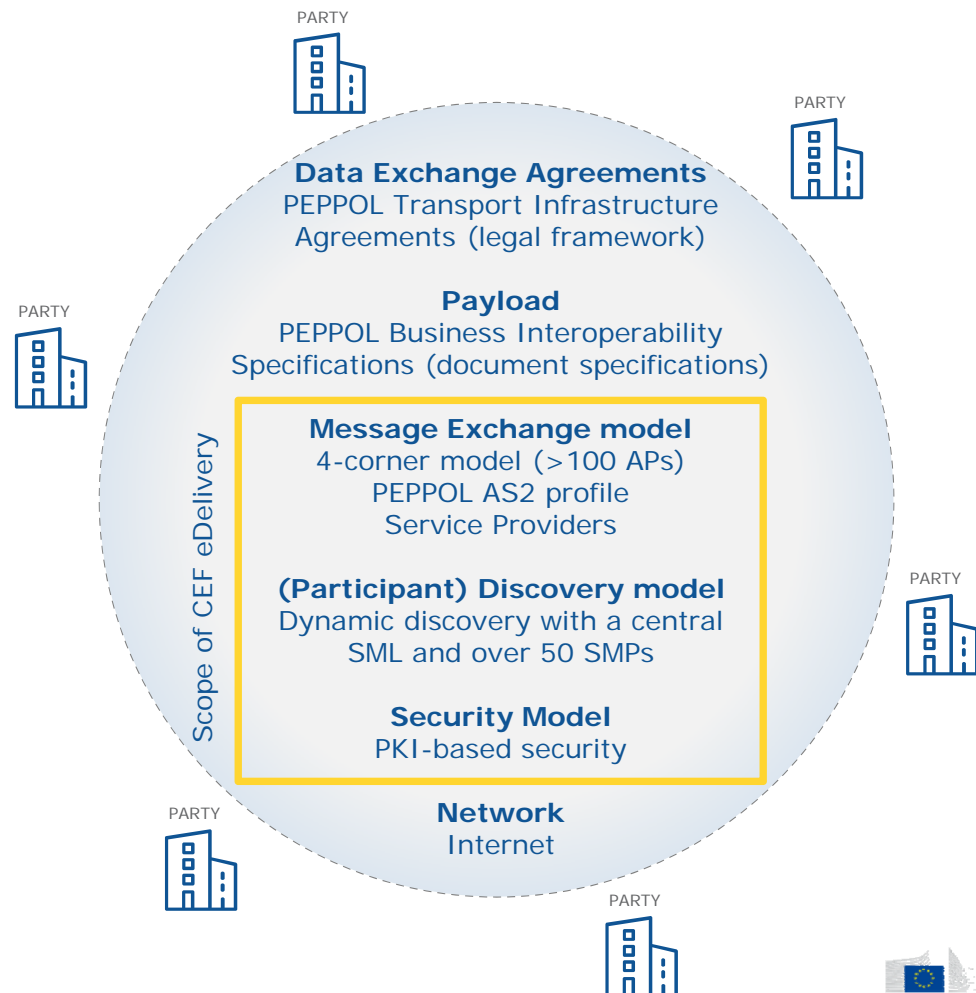 PARTY
PARTY
Data Exchange Agreements
PEPPOL Transport Infrastructure
Agreements (legal framework)
Payload
PEPPOL Business Interoperability
Specifications (document specifications)
PARTY
Scope of CEF eDelivery
Message Exchange model
4-corner model (>100 APs)
PEPPOL AS2 profile
Service Providers
(Participant) Discovery model
Dynamic discovery with a central
SML and over 50 SMPs
PARTY
Security Model
PKI-based security
Network
Internet
PARTY
PARTY